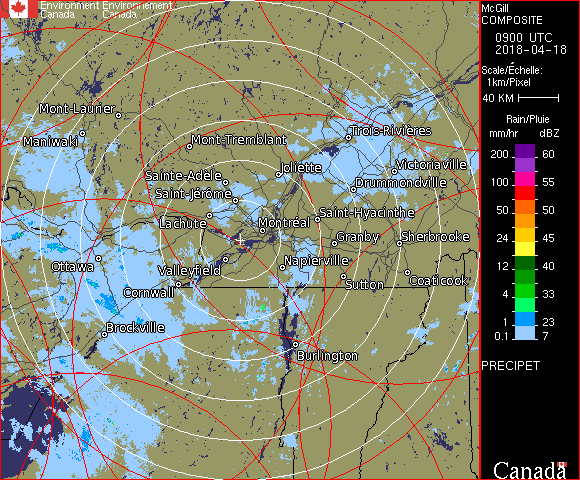 Environment Environnement
Canada Canada
McGill
COMPOSITE
0900 UTC
2018-04-18
Scale/Échelle:
1km/Pixel
40 KM
Rain/Pluie
mm/hr dBZ
200 60
100 55
50 50
24 45
12 40
4 33
1 23
0.1 7
PRECIPET
Canada
Mont-Laurier
Maniwaki
Mont-Tremblant
Trois-Rivières
Joliette
Victoriaville
Sainte-Adèle
Drummondville
Saint-Jérôme
Saint-Hyacinthe
Lachute
Montréal
Granby
Sherbrooke
Ottawa
Valleyfield
Napierville
Sutton
Coaticook
Cornwall
Brockville
Burlington